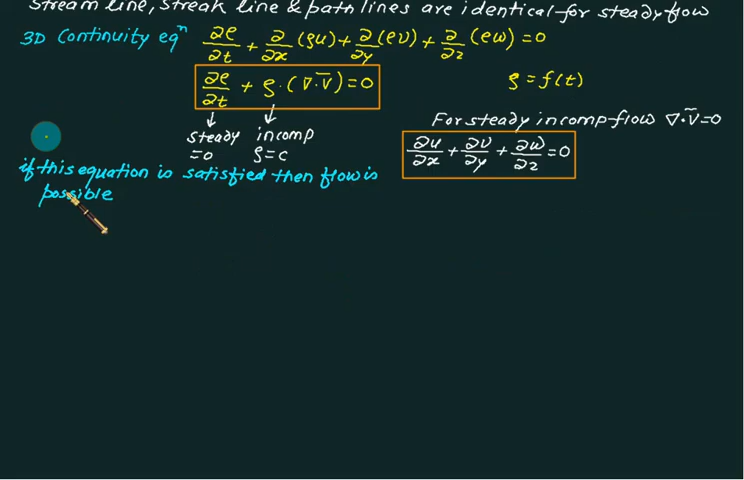 Stream line, Streak line & path lines are identical for steady flow
3D Continuity eqⁿ ∂ρ/∂t + ∂/∂x (ρu) + ∂/∂y (ρv) + ∂/∂z (ρw) = 0
∂ρ/∂t + ρ·(∇·V̄) = 0
ρ = f(t)
↓ ↓
steady incomp
=0 ρ=c
For steady incomp flow ∇·V̄=0
∂u/∂x + ∂v/∂y + ∂w/∂z = 0
if this equation is satisfied then flow is
possible